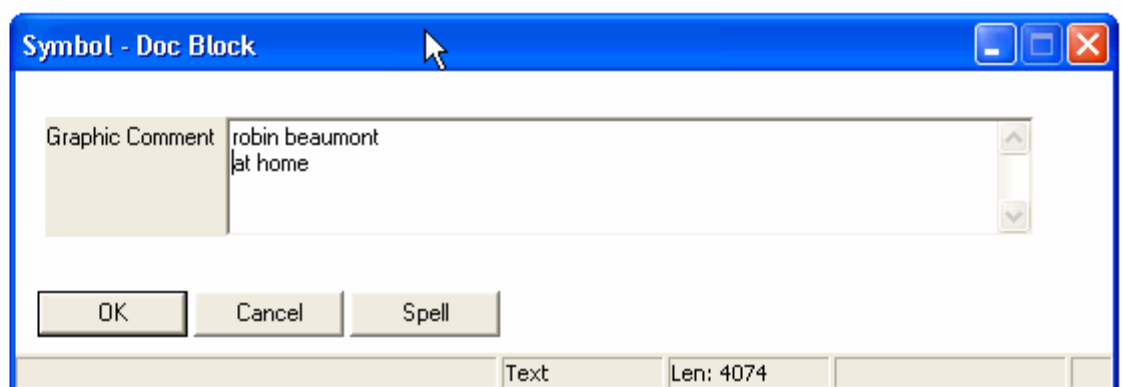 Symbol - Doc Block
Graphic Comment
robin beaumont
at home
OK
Cancel
Spell
Text
Len: 4074